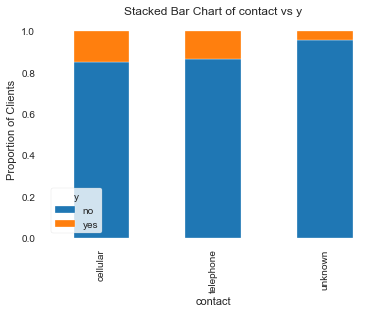 Stacked Bar Chart of contact vs y
Proportion of Clients
1.0
0.8
0.6
0.4
0.2
0.0
y
no
yes
cellular
telephone
unknown
contact